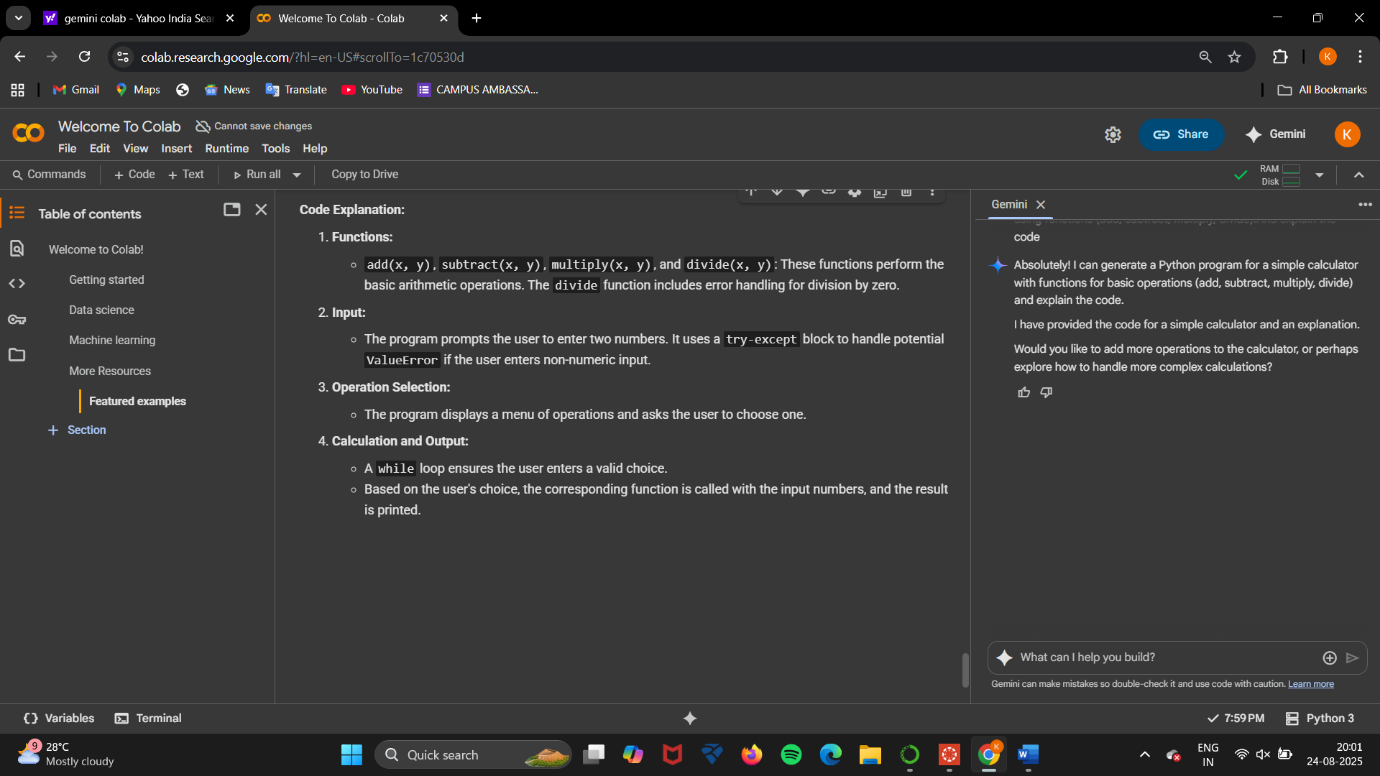 gemini colab - Yahoo India Sea
Welcome To Colab - Colab
colab.research.google.com/?hl=en-US#scrollTo=1c70530d
K
Gmail
Maps
News
Translate
YouTube
CAMPUS AMBASSA...
All Bookmarks
CO
Welcome To Colab
Cannot save changes
File Edit View Insert Runtime Tools Help
Share
Gemini
K
Commands
+ Code
+ Text
Run all
Copy to Drive
RAM
Disk
Table of contents
Welcome to Colab!
Getting started
Data science
Machine learning
More Resources
Featured examples
+ Section
Code Explanation:
1. Functions:
add(x, y), subtract(x, y), multiply(x, y), and divide(x, y): These functions perform the
basic arithmetic operations. The divide function includes error handling for division by zero.
2. Input:
The program prompts the user to enter two numbers. It uses a try-except block to handle potential
ValueError if the user enters non-numeric input.
3. Operation Selection:
The program displays a menu of operations and asks the user to choose one.
4. Calculation and Output:
A while loop ensures the user enters a valid choice.
Based on the user's choice, the corresponding function is called with the input numbers, and the result
is printed.
Gemini
code
Absolutely! I can generate a Python program for a simple calculator
with functions for basic operations (add, subtract, multiply, divide)
and explain the code.
I have provided the code for a simple calculator and an explanation.
Would you like to add more operations to the calculator, or perhaps
explore how to handle more complex calculations?
What can I help you build?
Gemini can make mistakes so double-check it and use code with caution. Learn more
Variables
Terminal
7:59 PM
Python 3
9
28°C
Mostly cloudy
Quick search
K
ENG
IN
20:01
24-08-2025